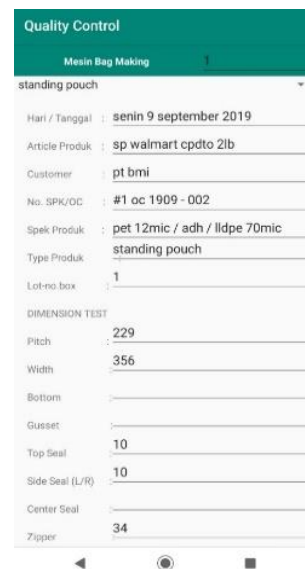 Quality Control
Mesin Bag Making 1
standing pouch
Hari / Tanggal : senin 9 september 2019
Article Produk : sp walmart cpdto 2lb
Customer : pt bmi
No. SPK/OC : #1 oc 1909 - 002
Spek Produk : pet 12mic / adh / lldpe 70mic
Type Produk : standing pouch
Lot-no.box : 1
DIMENSION TEST
Pitch : 229
Width : 356
Bottom :
Gusset :
Top Seal : 10
Side Seal (L/R) : 10
Center Seal :
Zipper : 34